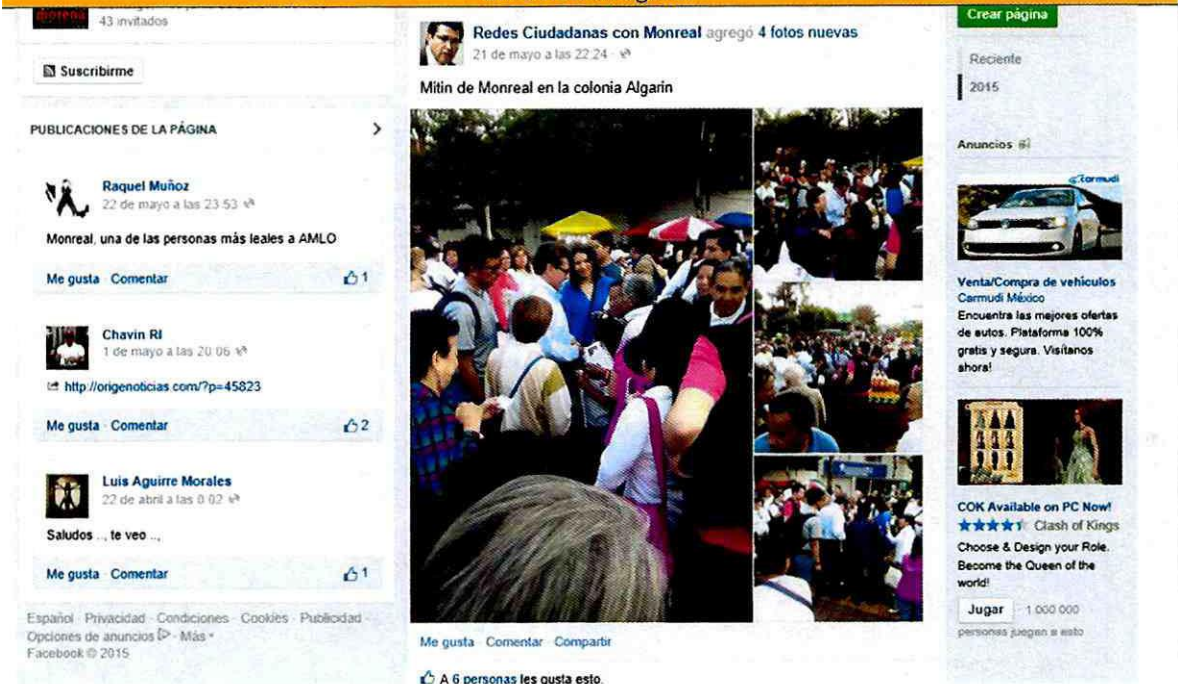 morena
43 invitados
Suscribirme
PUBLICACIONES DE LA PÁGINA
Raquel Muñoz
22 de mayo a las 23:53
Monreal, una de las personas más leales a AMLO
Me gusta · Comentar
1
Chavin RI
1 de mayo a las 20:06
http://origenoticias.com/?p=45823
Me gusta · Comentar
2
Luis Aguirre Morales
22 de abril a las 0:02
Saludos .., te veo ..,
Me gusta · Comentar
1
Español · Privacidad · Condiciones · Cookies · Publicidad ·
Opciones de anuncios · Más
Facebook © 2015
Redes Ciudadanas con Monreal agregó 4 fotos nuevas
21 de mayo a las 22:24
Mitin de Monreal en la colonia Algarin
Me gusta · Comentar · Compartir
A 6 personas les gusta esto.
Crear página
Reciente
2015
Anuncios
Carmudi
Venta/Compra de vehículos
Carmudi México
Encuentra las mejores ofertas
de autos. Plataforma 100%
gratis y segura. Visítanos
ahora!
COK Available on PC Now!
Clash of Kings
Choose & Design your Role.
Become the Queen of the
world!
Jugar · 1 000 000
personas juegan a esto